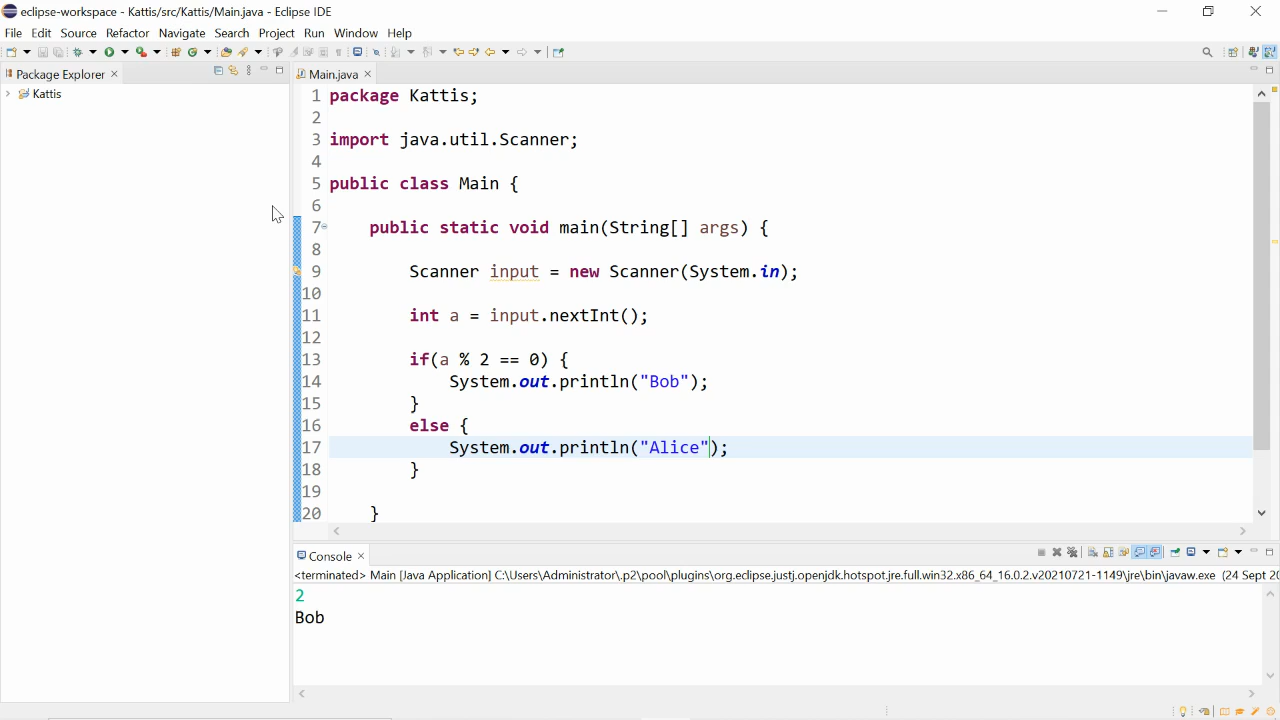 eclipse-workspace - Kattis/src/Kattis/Main.java - Eclipse IDE
File Edit Source Refactor Navigate Search Project Run Window Help
Package Explorer
Main.java
Kattis
1 package Kattis;
2
3 import java.util.Scanner;
4
5 public class Main {
6
7 public static void main(String[] args) {
8
9 Scanner input = new Scanner(System.in);
10
11 int a = input.nextInt();
12
13 if(a % 2 == 0) {
14 System.out.println("Bob");
15 }
16 else {
17 System.out.println("Alice");
18 }
19
20 }
Console
<terminated> Main [Java Application] C:\Users\Administrator\.p2\pool\plugins\org.eclipse.justj.openjdk.hotspot.jre.full.win32.x86_64_16.0.2.v20210721-1149\jre\bin\javaw.exe (24 Sept 20
2
Bob